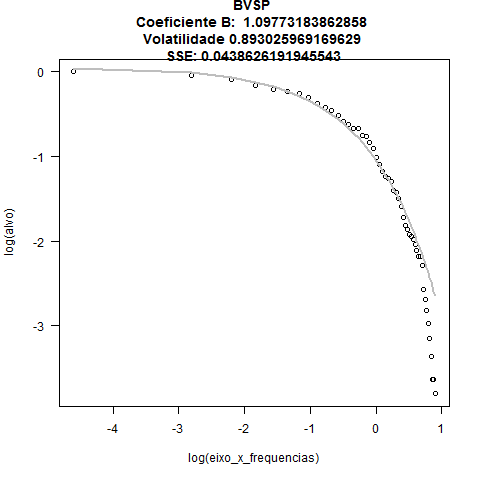 BVSP
Coeficiente B:  1.09773183862858
Volatilidade 0.893025969169629
SSE: 0.0438626191945543
0
-1
-2
-3
log(alvo)
-4
-3
-2
-1
0
1
log(eixo_x_frequencias)